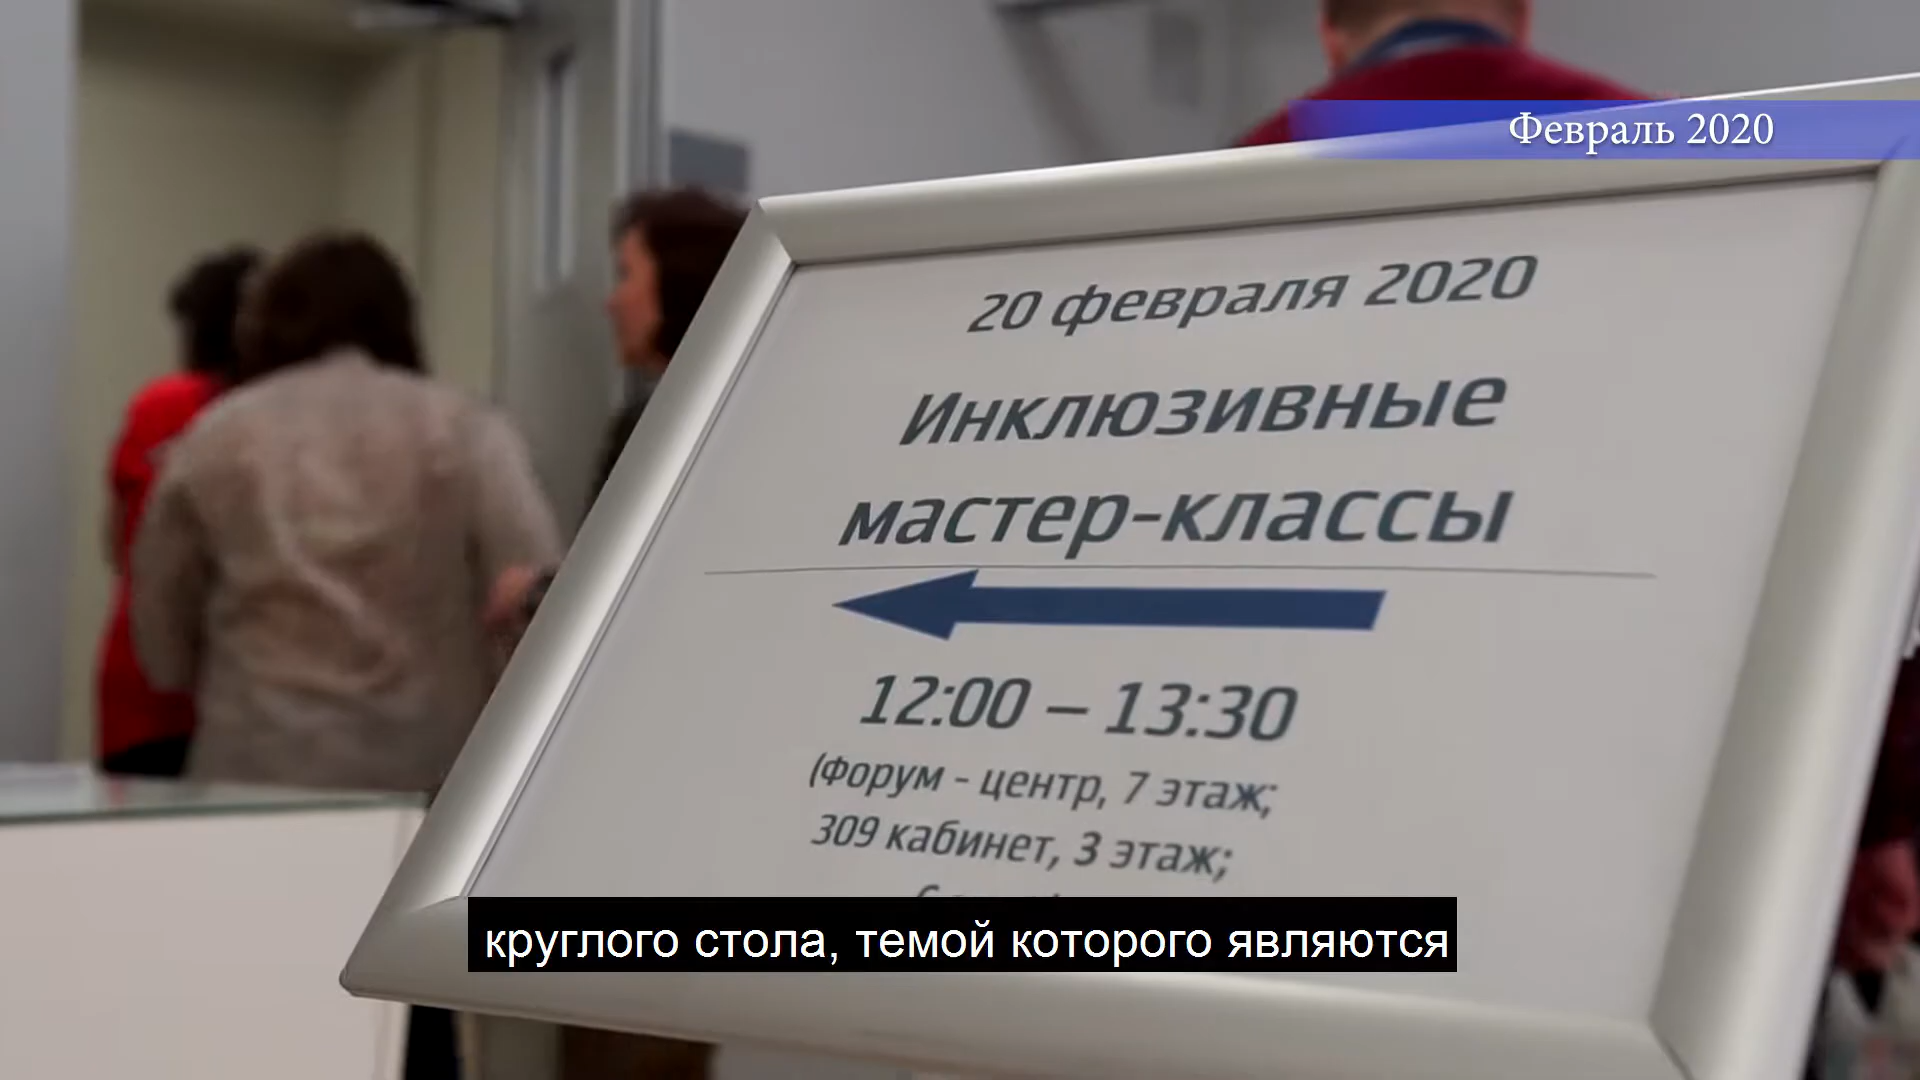 Февраль 2020
20 февраля 2020
Инклюзивные
мастер-классы
12:00 – 13:30
(Форум - центр, 7 этаж;
309 кабинет, 3 этаж;
круглого стола, темой которого являются